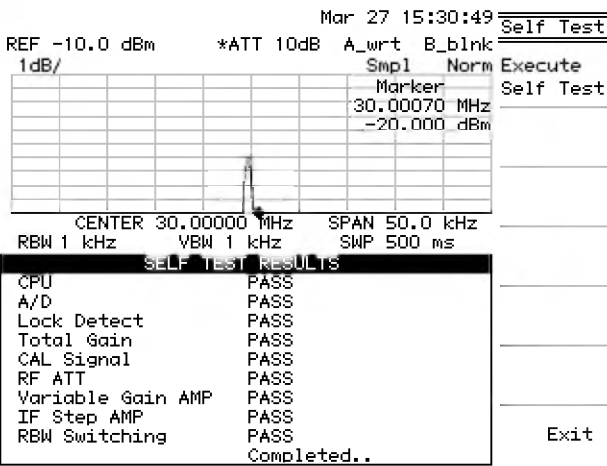 Mar 27 15:30:49
Self Test
REF -10.0 dBm *ATT 10dB A_wrt B_blnk
1dB/ Smpl Norm
Execute
Self Test
Marker
30.00070 MHz
-20.000 dBm
CENTER 30.00000 MHz SPAN 50.0 kHz
RBW 1 kHz VBW 1 kHz SWP 500 ms
SELF TEST RESULTS
CPU PASS
A/D PASS
Lock Detect PASS
Total Gain PASS
CAL Signal PASS
RF ATT PASS
Variable Gain AMP PASS
IF Step AMP PASS
RBW Switching PASS
Completed..
Exit